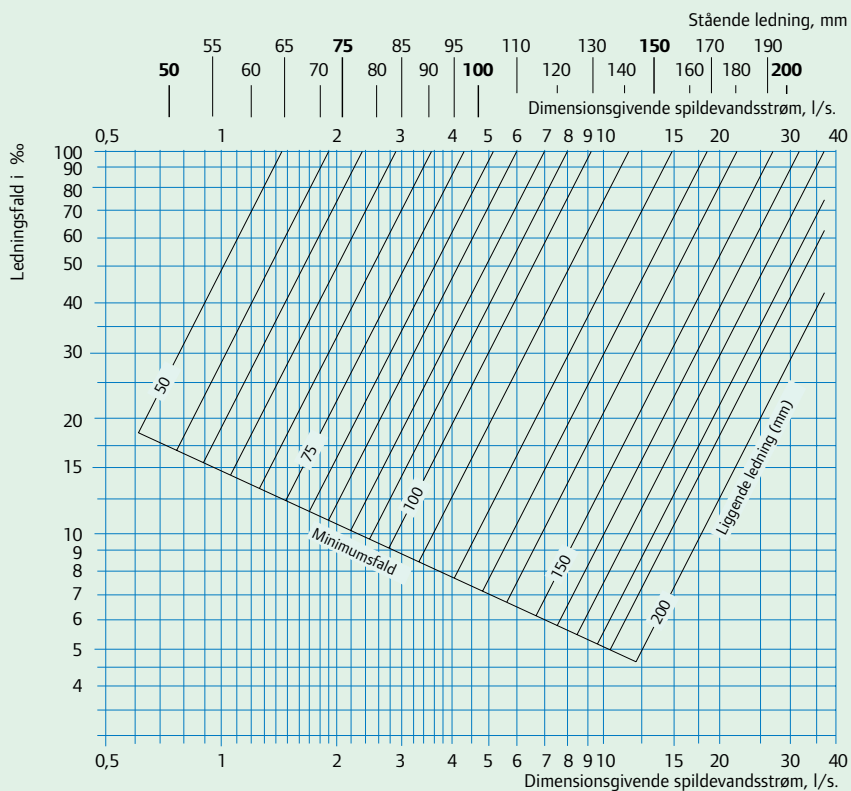 Stående ledning, mm
55 65 75 85 95 110 130 150 170 190
50 60 70 80 90 100 120 140 160 180 200
Dimensionsgivende spildevandsstrøm, l/s.
0,5 1 2 3 4 5 6 7 8 9 10 15 20 30 40
Ledningsfald i ‰
100
90
80
70
60
50
40
30
20
15
10
9
8
7
6
5
4
50
75
100
150
200
Minimumsfald
Liggende ledning (mm)
0,5 1 2 3 4 5 6 7 8 9 10 15 20 30 40
Dimensionsgivende spildevandsstrøm, l/s.